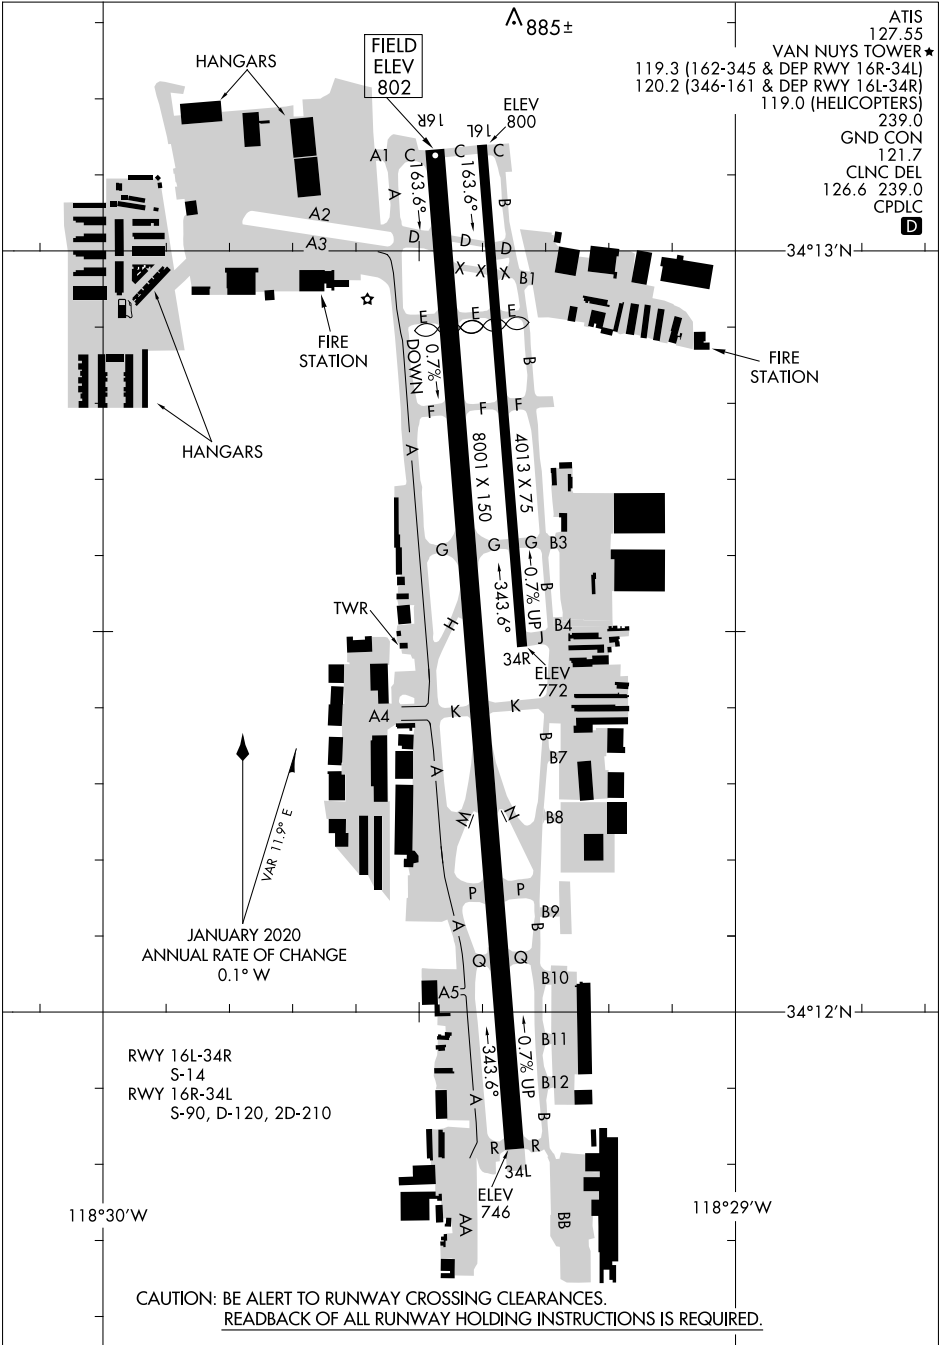 885±
ATIS
127.55
VAN NUYS TOWER★
119.3 (162-345 & DEP RWY 16R-34L)
120.2 (346-161 & DEP RWY 16L-34R)
119.0 (HELICOPTERS)
239.0
GND CON
121.7
CLNC DEL
126.6 239.0
CPDLC
D
FIELD
ELEV
802
HANGARS
ELEV
800
16R
16L
A1
C
C
C
163.6°
163.6°
A
B
A2
A3
D
D
D
34°13'N
X
X
X
B1
E
E
E
FIRE
STATION
0.7%
DOWN
B
FIRE
STATION
F
F
F
HANGARS
A
8001 X 150
4013 X 75
G
G
G
B3
343.6°
0.7% UP
B
TWR
H
B4
34R
ELEV
772
A4
K
K
B
B7
A
VAR 11.9° E
M
N
B8
P
P
B9
A
B
JANUARY 2020
ANNUAL RATE OF CHANGE
0.1° W
Q
Q
B10
A5
34°12'N
343.6°
0.7% UP
B11
B12
RWY 16L-34R
S-14
RWY 16R-34L
S-90, D-120, 2D-210
A
B
R
R
34L
ELEV
746
118°30'W
118°29'W
AA
BB
CAUTION: BE ALERT TO RUNWAY CROSSING CLEARANCES.
READBACK OF ALL RUNWAY HOLDING INSTRUCTIONS IS REQUIRED.